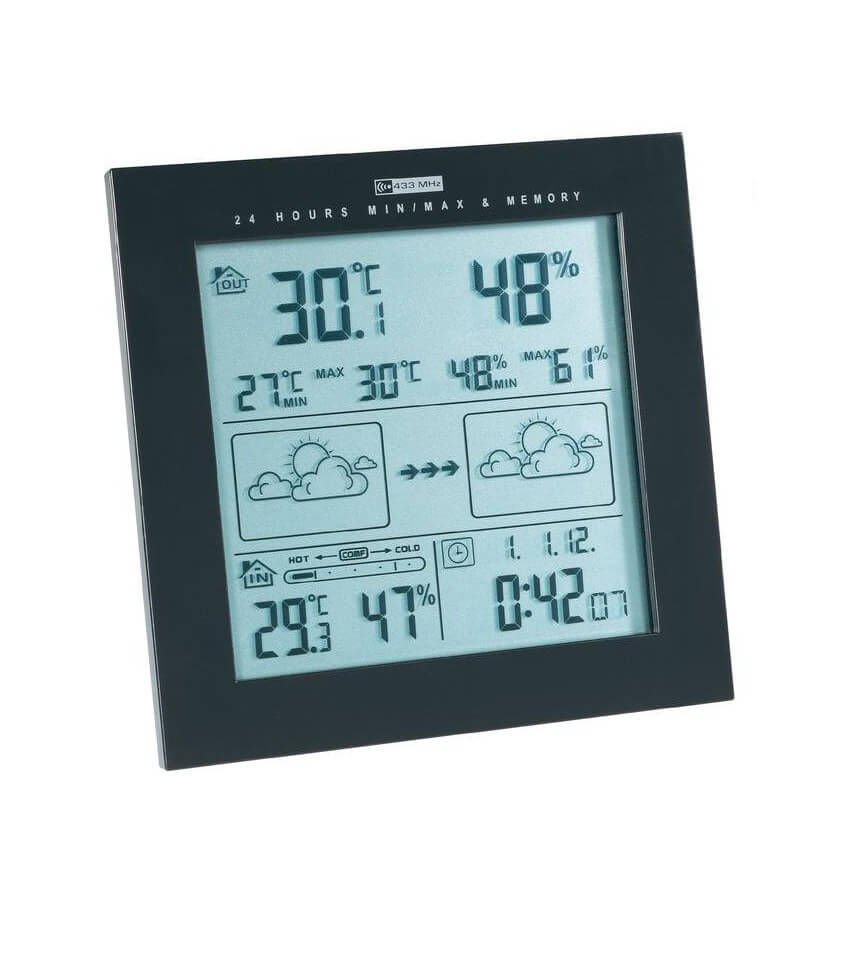 433 MHz
24 HOURS MIN/MAX & MEMORY
OUT 30.1°C 48%
27°C MIN MAX 30°C 48% MIN MAX 61%
HOT COMF COLD
IN
1. 1.12.
29.3°C 47% 0:42 07